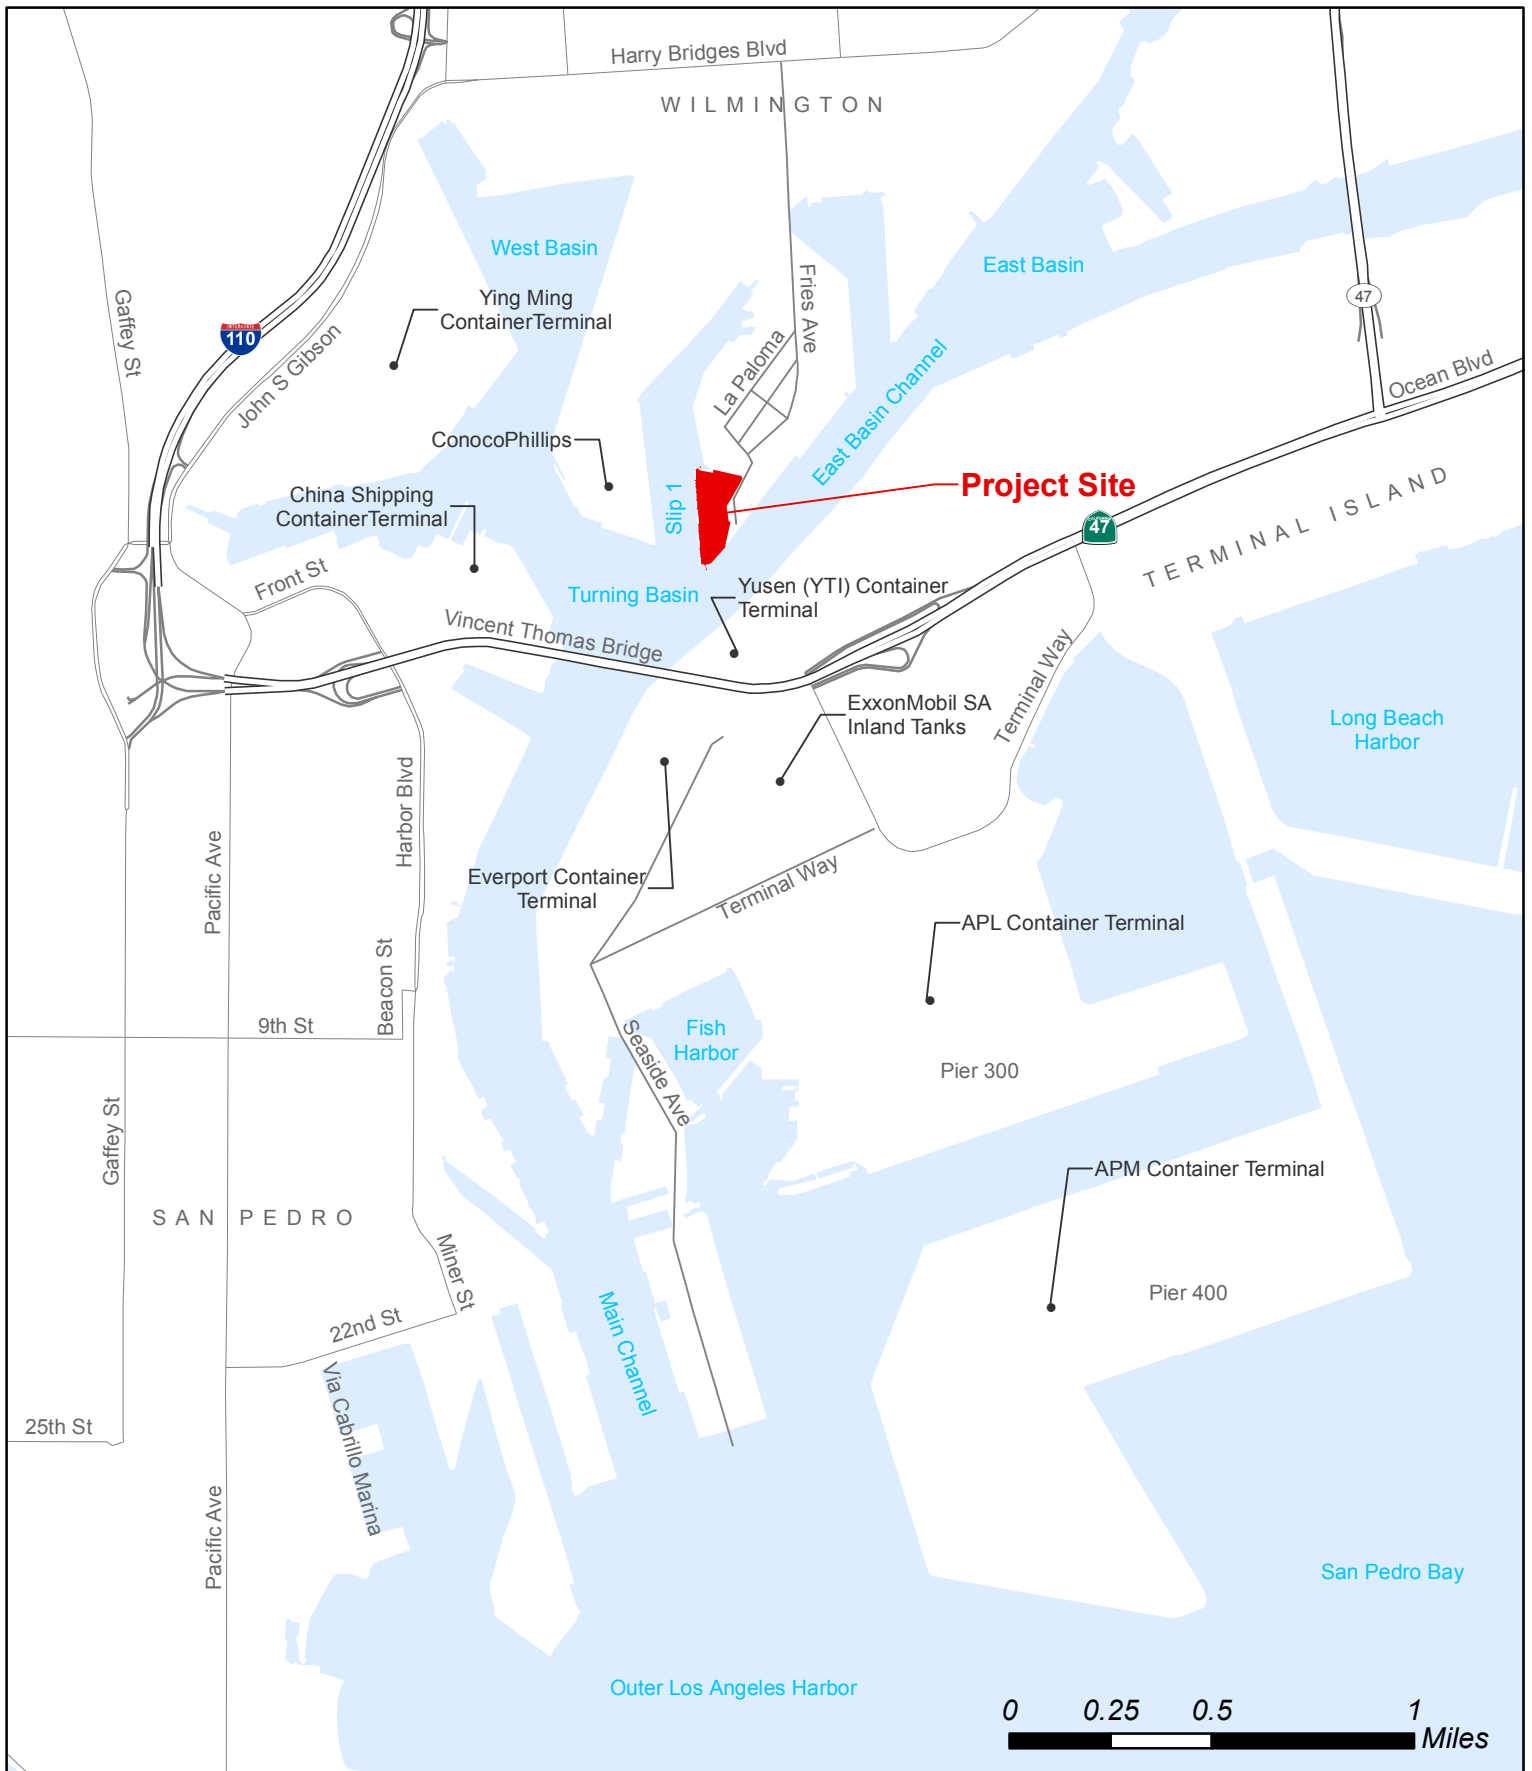 Harry Bridges Blvd
WILMINGTON
West Basin
East Basin
Fries Ave
47
Gaffey St
Ying Ming
ContainerTerminal
INTERSTATE
110
John S Gibson
La Paloma
Ocean Blvd
East Basin Channel
ConocoPhillips
Project Site
Slip 1
China Shipping
ContainerTerminal
47
TERMINAL ISLAND
Front St
Turning Basin
Yusen (YTI) Container
Terminal
Vincent Thomas Bridge
Terminal Way
ExxonMobil SA
Inland Tanks
Long Beach
Harbor
Harbor Blvd
Pacific Ave
Everport Container
Terminal
Terminal Way
APL Container Terminal
Beacon St
9th St
Seaside Ave
Fish
Harbor
Pier 300
Gaffey St
APM Container Terminal
SAN PEDRO
Miner St
Pier 400
22nd St
Main Channel
Via Cabrillo Marina
25th St
Pacific Ave
San Pedro Bay
Outer Los Angeles Harbor
0 0.25 0.5 1
Miles